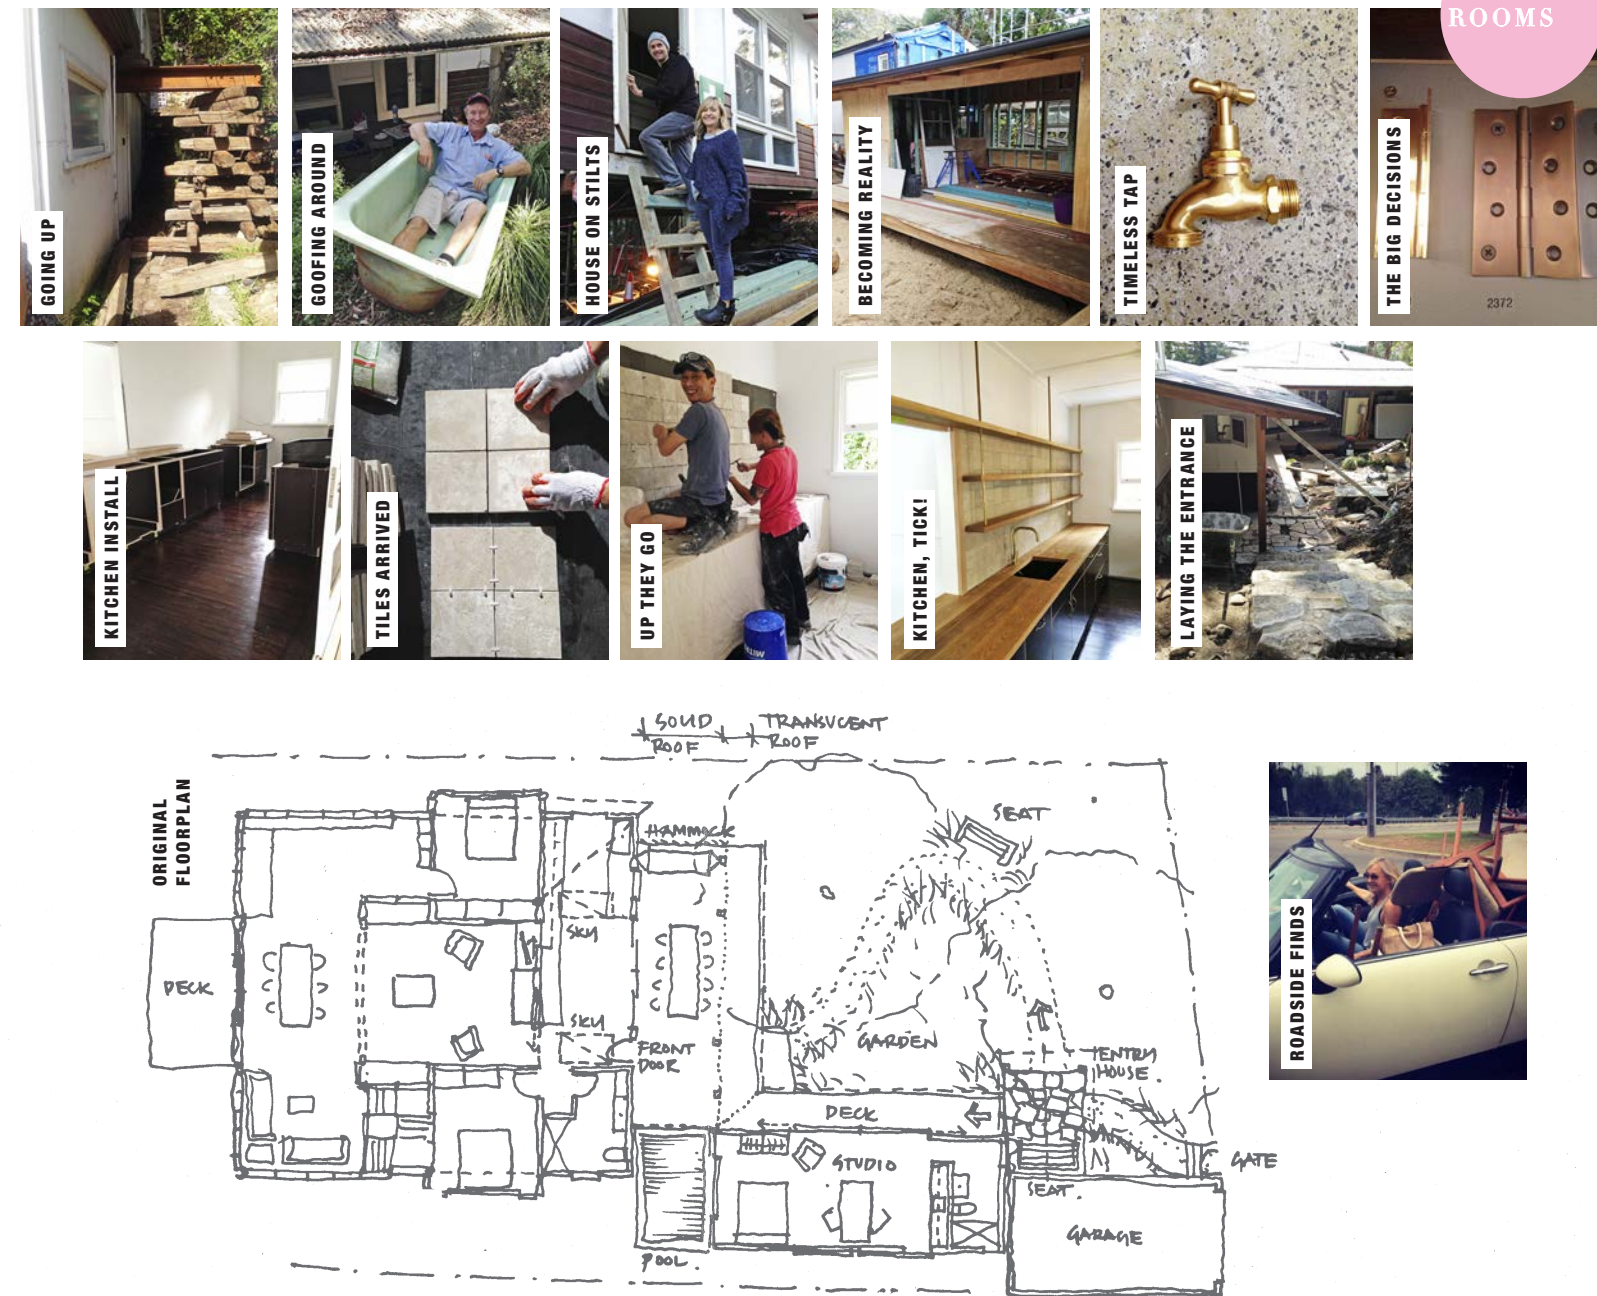 ROOMS
GOING UP
GOOFING AROUND
HOUSE ON STILTS
BECOMING REALITY
TIMELESS TAP
THE BIG DECISIONS
2372
KITCHEN INSTALL
TILES ARRIVED
UP THEY GO
KITCHEN, TICK!
LAYING THE ENTRANCE
ORIGINAL
FLOORPLAN
SOLID
ROOF
TRANSLUCENT
ROOF
HAMMOCK
SEAT
SKY
DECK
SKY
FRONT
DOOR
GARDEN
ENTRY
HOUSE.
DECK
STUDIO
GATE
SEAT.
GARAGE
POOL.
ROADSIDE FINDS